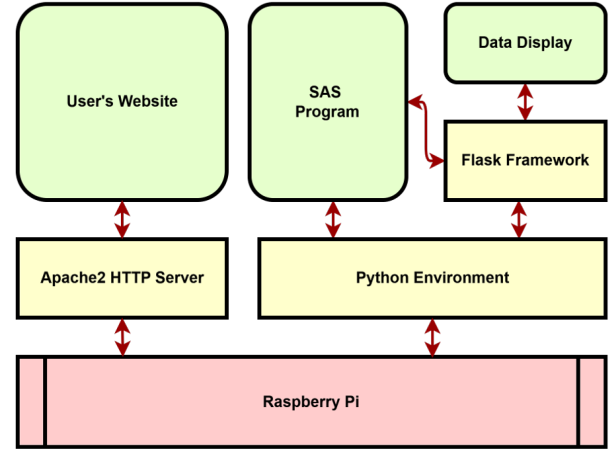 User's Website
SAS
Program
Data Display
Flask Framework
Apache2 HTTP Server
Python Environment
Raspberry Pi